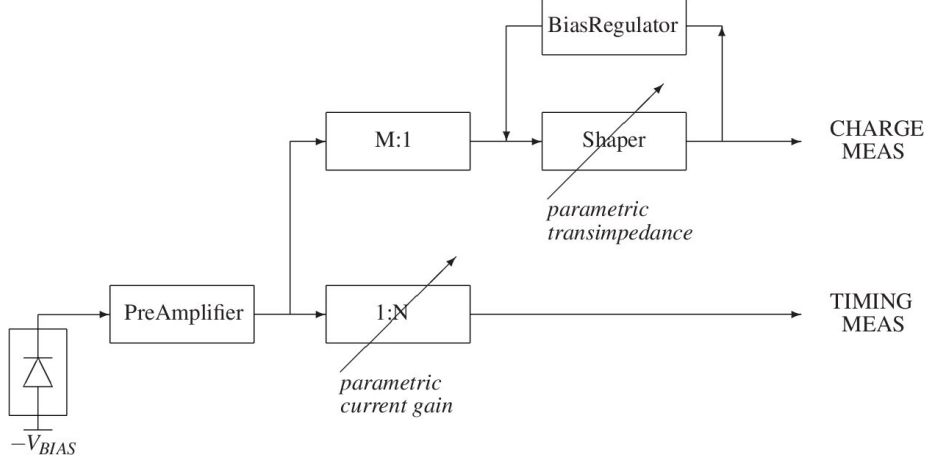 BiasRegulator
M:1
Shaper
CHARGE
MEAS
parametric
transimpedance
PreAmplifier
1:N
TIMING
MEAS
parametric
current gain
−V_BIAS